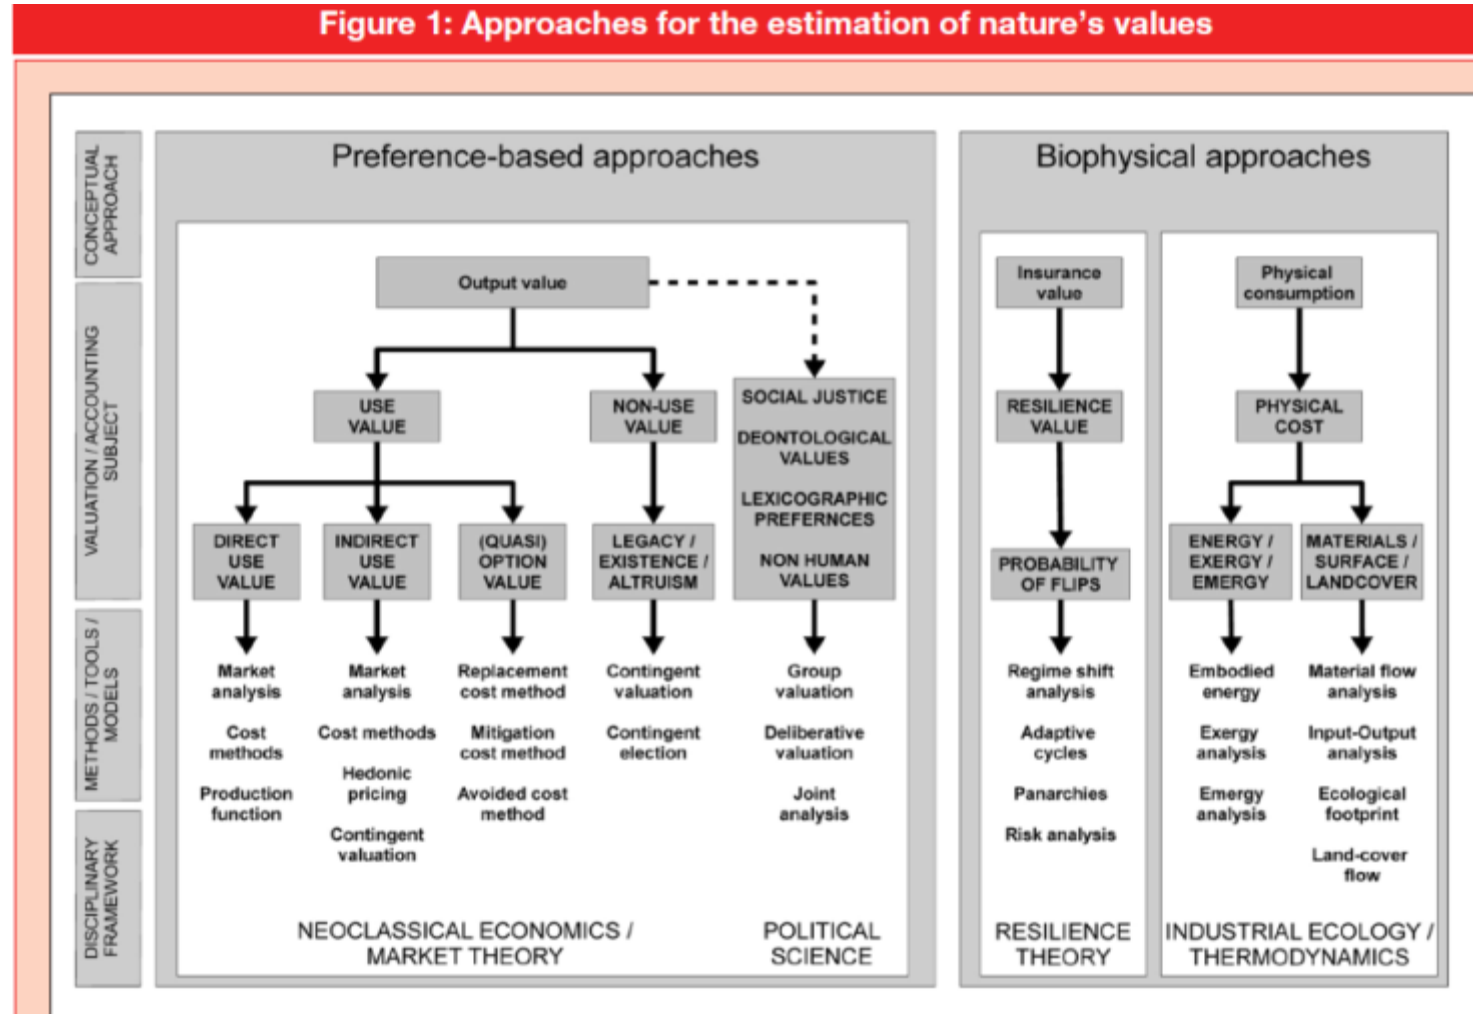 Figure 1: Approaches for the estimation of nature's values
CONCEPTUAL
APPROACH
VALUATION / ACCOUNTING
SUBJECT
METHODS / TOOLS /
MODELS
DISCIPLINARY
FRAMEWORK
Preference-based approaches
Output value
USE
VALUE
NON-USE
VALUE
SOCIAL JUSTICE
DEONTOLOGICAL
VALUES
LEXICOGRAPHIC
PREFERNCES
NON HUMAN
VALUES
DIRECT
USE
VALUE
INDIRECT
USE
VALUE
(QUASI)
OPTION
VALUE
LEGACY /
EXISTENCE /
ALTRUISM
Market
analysis
Cost
methods
Production
function
Market
analysis
Cost methods
Hedonic
pricing
Contingent
valuation
Replacement
cost method
Mitigation
cost method
Avoided cost
method
Contingent
valuation
Contingent
election
Group
valuation
Deliberative
valuation
Joint
analysis
NEOCLASSICAL ECONOMICS /
MARKET THEORY
POLITICAL
SCIENCE
Biophysical approaches
Insurance
value
RESILIENCE
VALUE
PROBABILITY
OF FLIPS
Regime shift
analysis
Adaptive
cycles
Panarchies
Risk analysis
RESILIENCE
THEORY
Physical
consumption
PHYSICAL
COST
ENERGY /
EXERGY /
EMERGY
MATERIALS /
SURFACE /
LANDCOVER
Embodied
energy
Exergy
analysis
Emergy
analysis
Material flow
analysis
Input-Output
analysis
Ecological
footprint
Land-cover
flow
INDUSTRIAL ECOLOGY /
THERMODYNAMICS